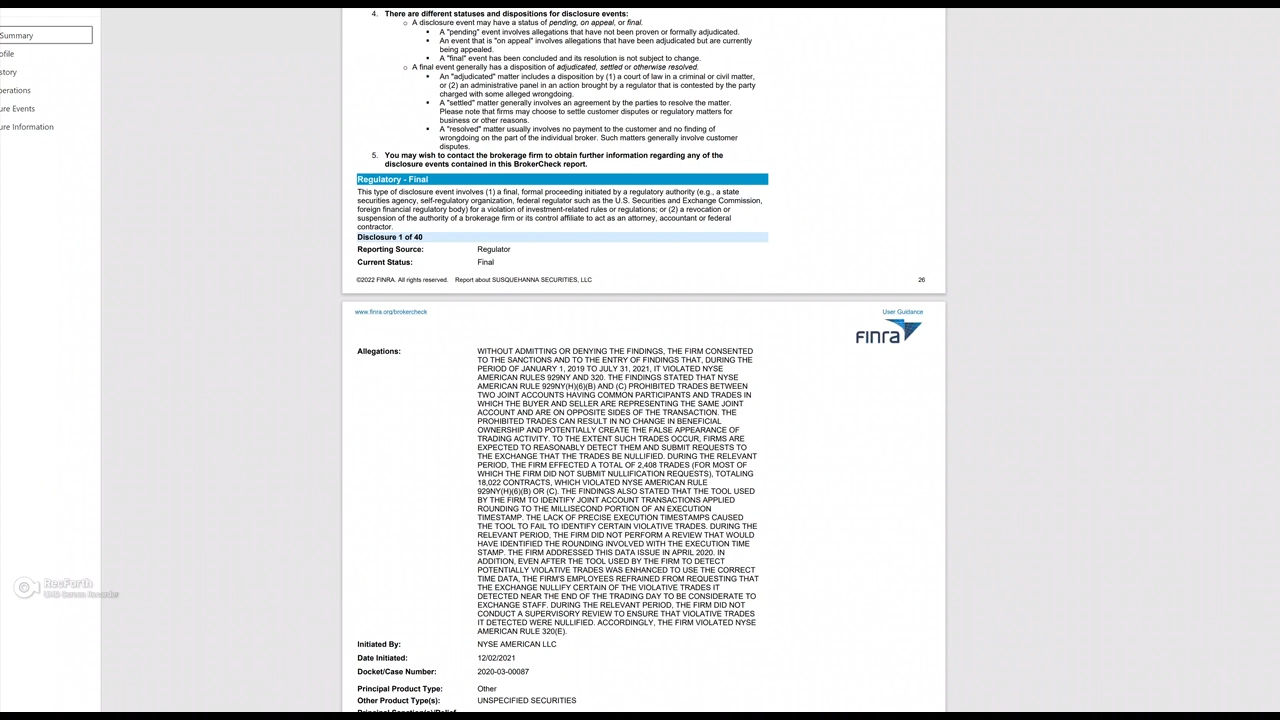 Summary
ofile
story
perations
ure Events
ure Information
4. There are different statuses and dispositions for disclosure events:
o A disclosure event may have a status of pending, on appeal, or final.
▪ A "pending" event involves allegations that have not been proven or formally adjudicated.
▪ An event that is "on appeal" involves allegations that have been adjudicated but are currently
being appealed.
▪ A "final" event has been concluded and its resolution is not subject to change.
o A final event generally has a disposition of adjudicated, settled or otherwise resolved.
▪ An "adjudicated" matter includes a disposition by (1) a court of law in a criminal or civil matter,
or (2) an administrative panel in an action brought by a regulator that is contested by the party
charged with some alleged wrongdoing.
▪ A "settled" matter generally involves an agreement by the parties to resolve the matter.
Please note that firms may choose to settle customer disputes or regulatory matters for
business or other reasons.
▪ A "resolved" matter usually involves no payment to the customer and no finding of
wrongdoing on the part of the individual broker. Such matters generally involve customer
disputes.
5. You may wish to contact the brokerage firm to obtain further information regarding any of the
disclosure events contained in this BrokerCheck report.
Regulatory - Final
This type of disclosure event involves (1) a final, formal proceeding initiated by a regulatory authority (e.g., a state
securities agency, self-regulatory organization, federal regulator such as the U.S. Securities and Exchange Commission,
foreign financial regulatory body) for a violation of investment-related rules or regulations; or (2) a revocation or
suspension of the authority of a brokerage firm or its control affiliate to act as an attorney, accountant or federal
contractor.
Disclosure 1 of 40
Reporting Source: Regulator
Current Status: Final
©2022 FINRA. All rights reserved. Report about SUSQUEHANNA SECURITIES, LLC 26
www.finra.org/brokercheck User Guidance
FINra
Allegations: WITHOUT ADMITTING OR DENYING THE FINDINGS, THE FIRM CONSENTED
TO THE SANCTIONS AND TO THE ENTRY OF FINDINGS THAT, DURING THE
PERIOD OF JANUARY 1, 2019 TO JULY 31, 2021, IT VIOLATED NYSE
AMERICAN RULES 929NY AND 320. THE FINDINGS STATED THAT NYSE
AMERICAN RULE 929NY(H)(6)(B) AND (C) PROHIBITED TRADES BETWEEN
TWO JOINT ACCOUNTS HAVING COMMON PARTICIPANTS AND TRADES IN
WHICH THE BUYER AND SELLER ARE REPRESENTING THE SAME JOINT
ACCOUNT AND ARE ON OPPOSITE SIDES OF THE TRANSACTION. THE
PROHIBITED TRADES CAN RESULT IN NO CHANGE IN BENEFICIAL
OWNERSHIP AND POTENTIALLY CREATE THE FALSE APPEARANCE OF
TRADING ACTIVITY. TO THE EXTENT SUCH TRADES OCCUR, FIRMS ARE
EXPECTED TO REASONABLY DETECT THEM AND SUBMIT REQUESTS TO
THE EXCHANGE THAT THE TRADES BE NULLIFIED. DURING THE RELEVANT
PERIOD, THE FIRM EFFECTED A TOTAL OF 2,408 TRADES (FOR MOST OF
WHICH THE FIRM DID NOT SUBMIT NULLIFICATION REQUESTS), TOTALING
18,022 CONTRACTS, WHICH VIOLATED NYSE AMERICAN RULE
929NY(H)(6)(B) OR (C). THE FINDINGS ALSO STATED THAT THE TOOL USED
BY THE FIRM TO IDENTIFY JOINT ACCOUNT TRANSACTIONS APPLIED
ROUNDING TO THE MILLISECOND PORTION OF AN EXECUTION
TIMESTAMP. THE LACK OF PRECISE EXECUTION TIMESTAMPS CAUSED
THE TOOL TO FAIL TO IDENTIFY CERTAIN VIOLATIVE TRADES. DURING THE
RELEVANT PERIOD, THE FIRM DID NOT PERFORM A REVIEW THAT WOULD
HAVE IDENTIFIED THE ROUNDING INVOLVED WITH THE EXECUTION TIME
STAMP. THE FIRM ADDRESSED THIS DATA ISSUE IN APRIL 2020. IN
ADDITION, EVEN AFTER THE TOOL USED BY THE FIRM TO DETECT
POTENTIALLY VIOLATIVE TRADES WAS ENHANCED TO USE THE CORRECT
TIME DATA, THE FIRM'S EMPLOYEES REFRAINED FROM REQUESTING THAT
THE EXCHANGE NULLIFY CERTAIN OF THE VIOLATIVE TRADES IT
DETECTED NEAR THE END OF THE TRADING DAY TO BE CONSIDERATE TO
EXCHANGE STAFF. DURING THE RELEVANT PERIOD, THE FIRM DID NOT
CONDUCT A SUPERVISORY REVIEW TO ENSURE THAT VIOLATIVE TRADES
IT DETECTED WERE NULLIFIED. ACCORDINGLY, THE FIRM VIOLATED NYSE
AMERICAN RULE 320(E).
Initiated By: NYSE AMERICAN LLC
Date Initiated: 12/02/2021
Docket/Case Number: 2020-03-00087
Principal Product Type: Other
Other Product Type(s): UNSPECIFIED SECURITIES
RecForth